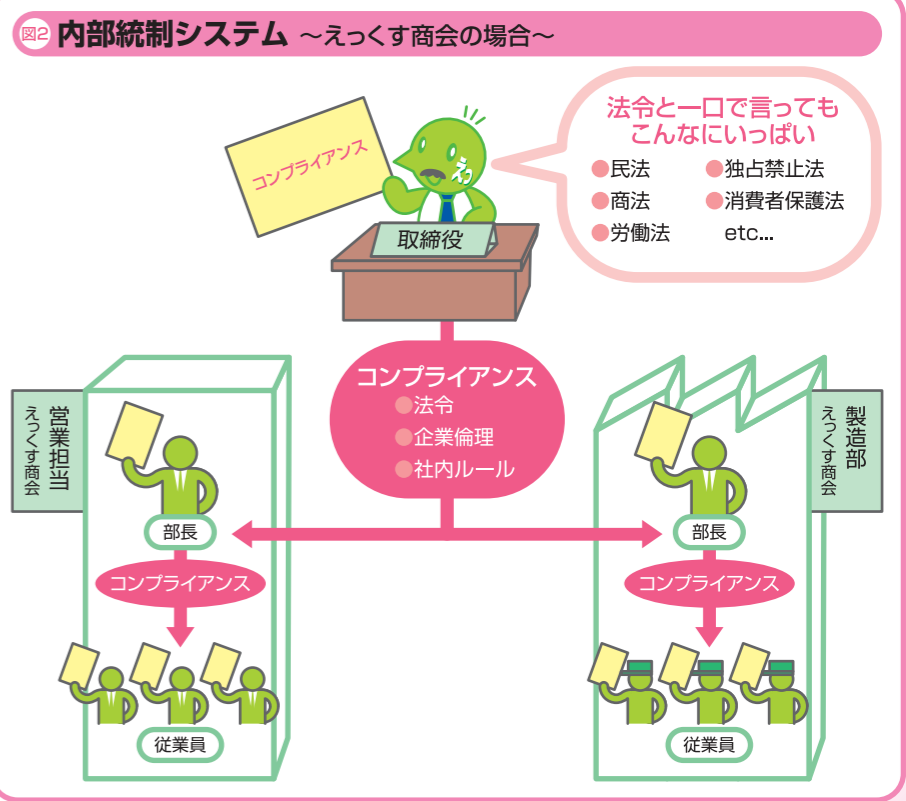 図2 内部統制システム ～えっくす商会の場合～
コンプライアンス
えっ
取締役
法令と一口で言っても
こんなにいっぱい
●民法 ●独占禁止法
●商法 ●消費者保護法
●労働法 etc...
コンプライアンス
●法令
●企業倫理
●社内ルール
営業担当
えっくす商会
部長
コンプライアンス
従業員
製造部
えっくす商会
部長
コンプライアンス
従業員